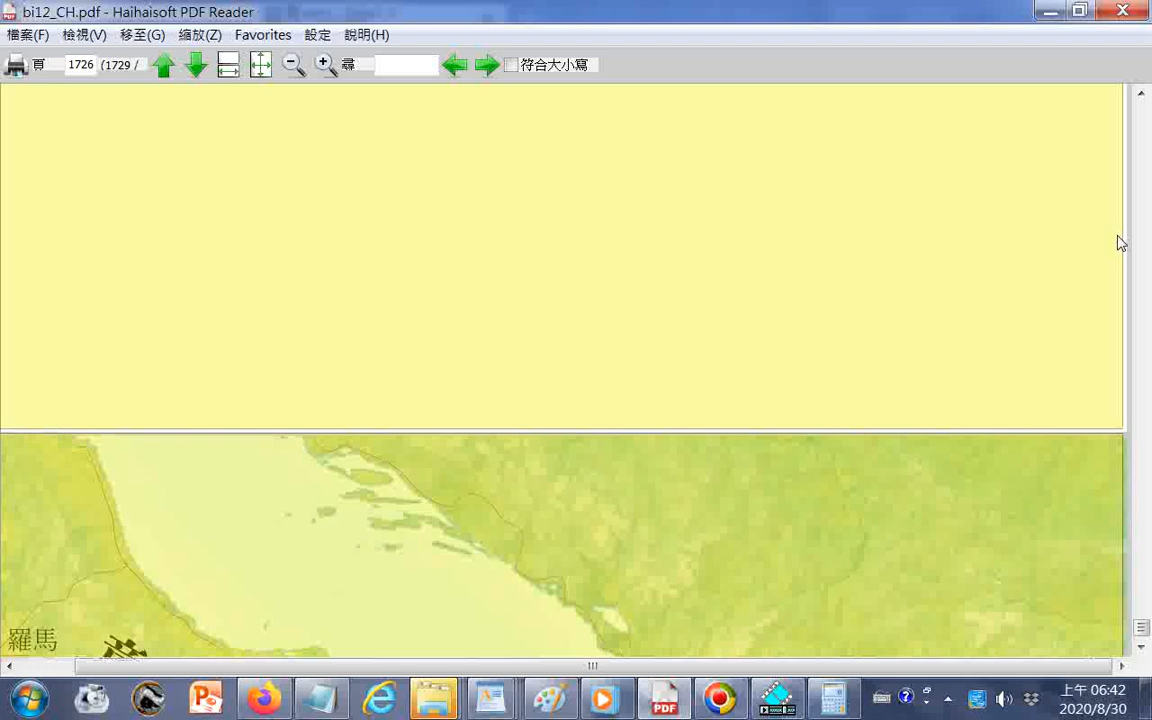 bi12_CH.pdf - Haihaisoft PDF Reader
檔案(F) 檢視(V) 移至(G) 縮放(Z) Favorites 設定 說明(H)
頁 1726 (1729 / 尋 符合大小寫
羅馬
上午 06:42
2020/8/30